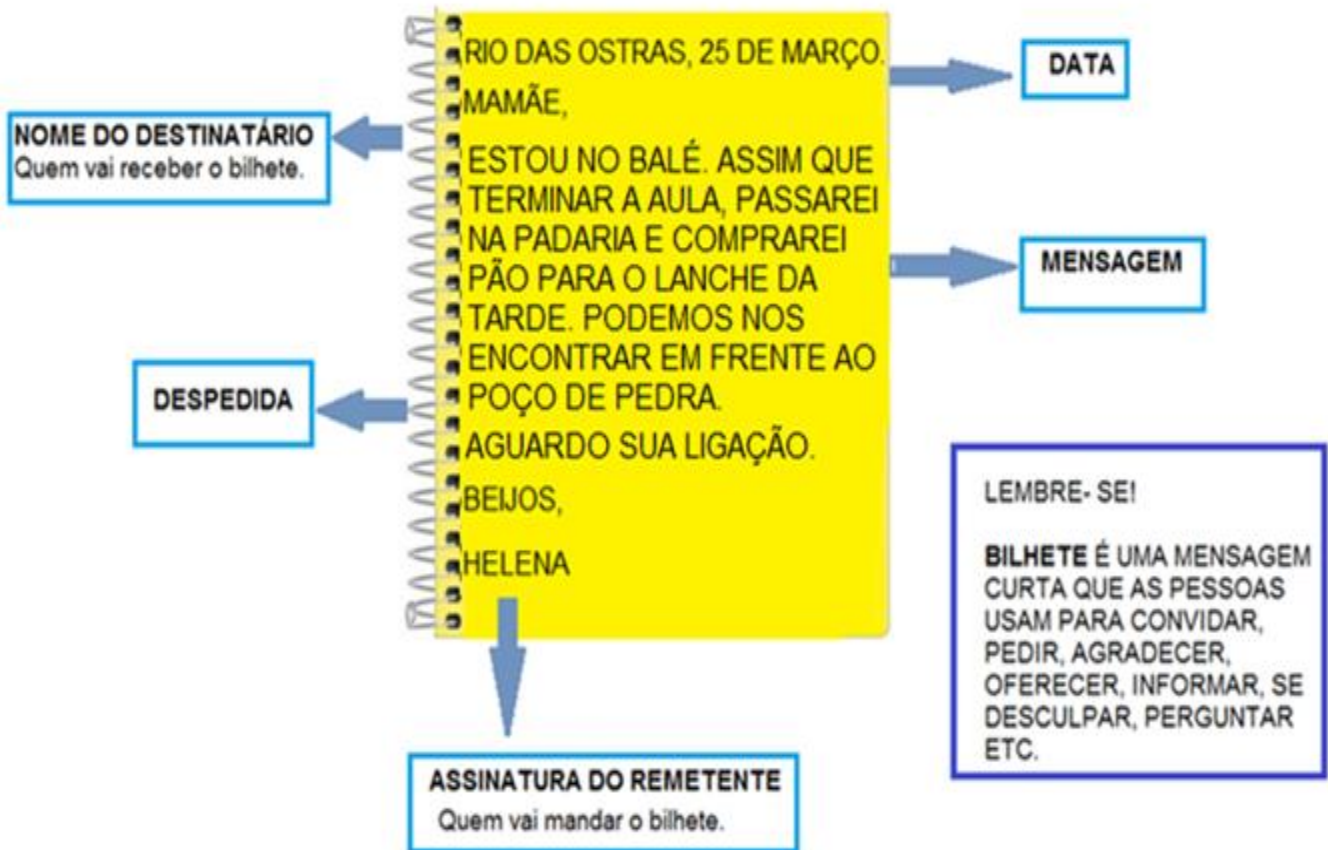 RIO DAS OSTRAS, 25 DE MARÇO.
DATA
MAMÃE,
NOME DO DESTINATÁRIO
Quem vai receber o bilhete.
ESTOU NO BALÉ. ASSIM QUE
TERMINAR A AULA, PASSAREI
NA PADARIA E COMPRAREI
PÃO PARA O LANCHE DA
TARDE. PODEMOS NOS
ENCONTRAR EM FRENTE AO
POÇO DE PEDRA.
AGUARDO SUA LIGAÇÃO.
MENSAGEM
DESPEDIDA
BEIJOS,
HELENA
ASSINATURA DO REMETENTE
Quem vai mandar o bilhete.
LEMBRE- SE!
BILHETE É UMA MENSAGEM
CURTA QUE AS PESSOAS
USAM PARA CONVIDAR,
PEDIR, AGRADECER,
OFERECER, INFORMAR, SE
DESCULPAR, PERGUNTAR
ETC.